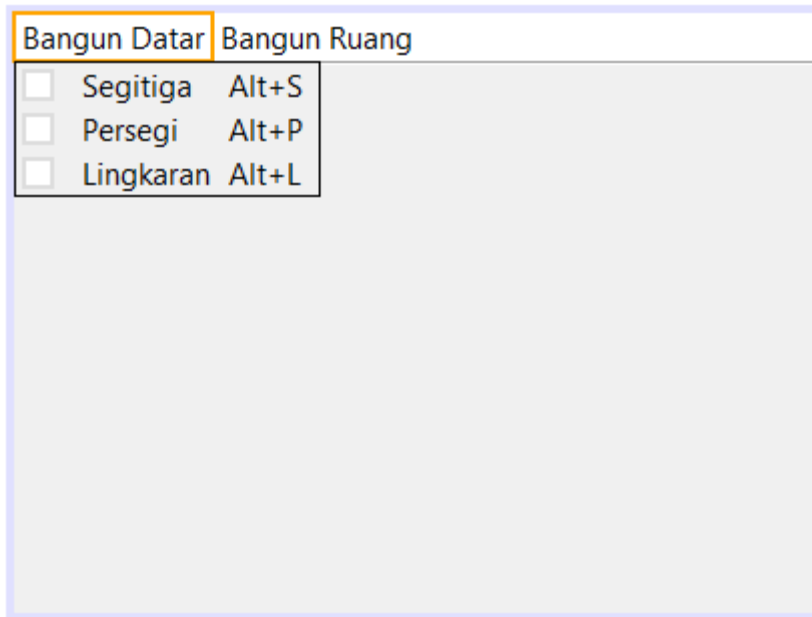 Bangun Datar Bangun Ruang
Segitiga Alt+S
Persegi Alt+P
Lingkaran Alt+L